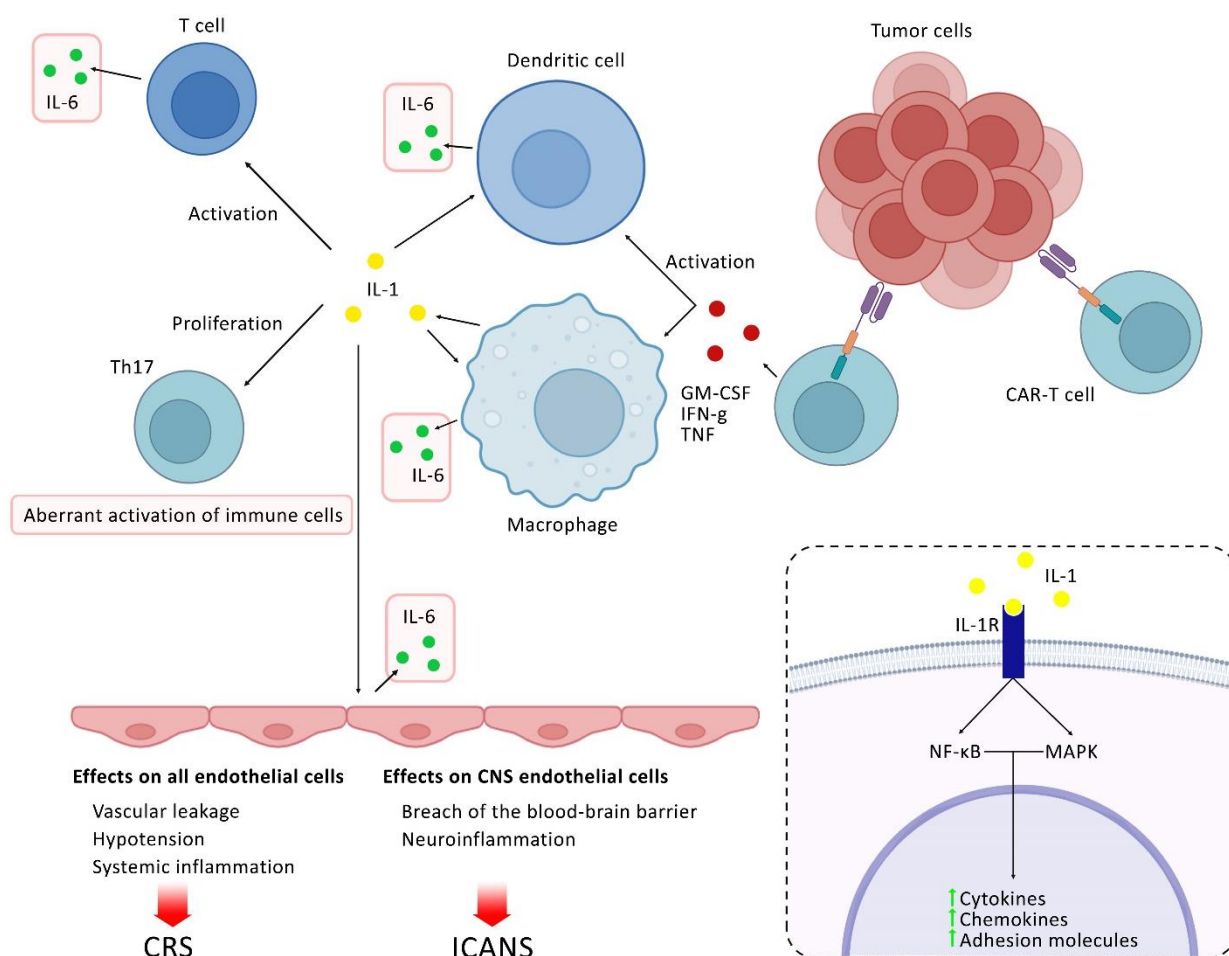 T cell
IL-6
Dendritic cell
IL-6
Tumor cells
Activation
Activation
IL-1
Proliferation
Th17
GM-CSF
IFN-g
TNF
CAR-T cell
IL-6
Macrophage
Aberrant activation of immune cells
IL-6
IL-1
IL-1R
NF-κB
MAPK
Effects on all endothelial cells
Vascular leakage
Hypotension
Systemic inflammation
CRS
Effects on CNS endothelial cells
Breach of the blood-brain barrier
Neuroinflammation
ICANS
↑Cytokines
↑Chemokines
↑Adhesion molecules